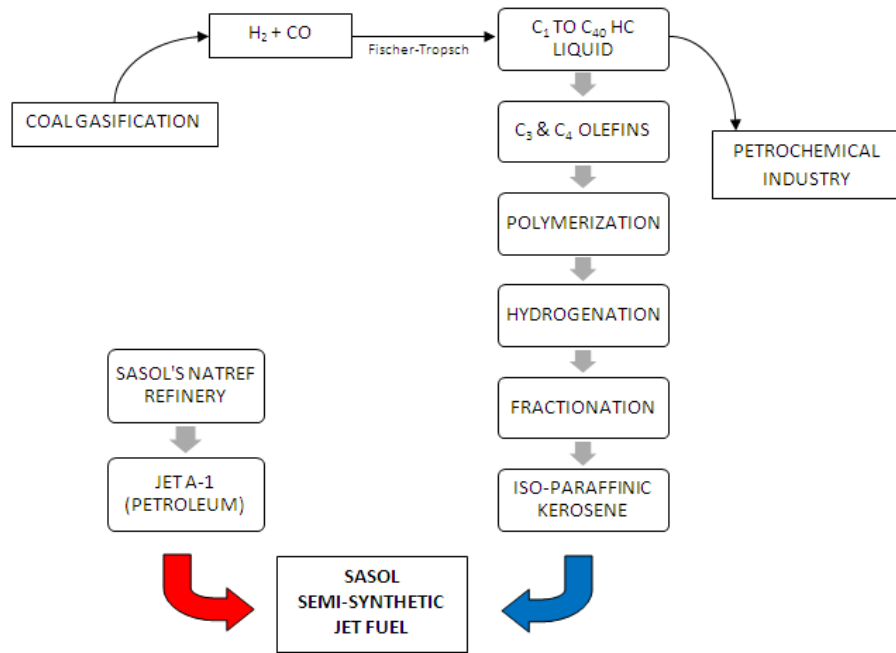 H₂ + CO
Fischer-Tropsch
C₁ TO C₄₀ HC
LIQUID
COAL GASIFICATION
C₃ & C₄ OLEFINS
PETROCHEMICAL
INDUSTRY
POLYMERIZATION
HYDROGENATION
SASOL'S NATREF
REFINERY
FRACTIONATION
JET A-1
(PETROLEUM)
ISO-PARAFFINIC
KEROSENE
SASOL
SEMI-SYNTHETIC
JET FUEL